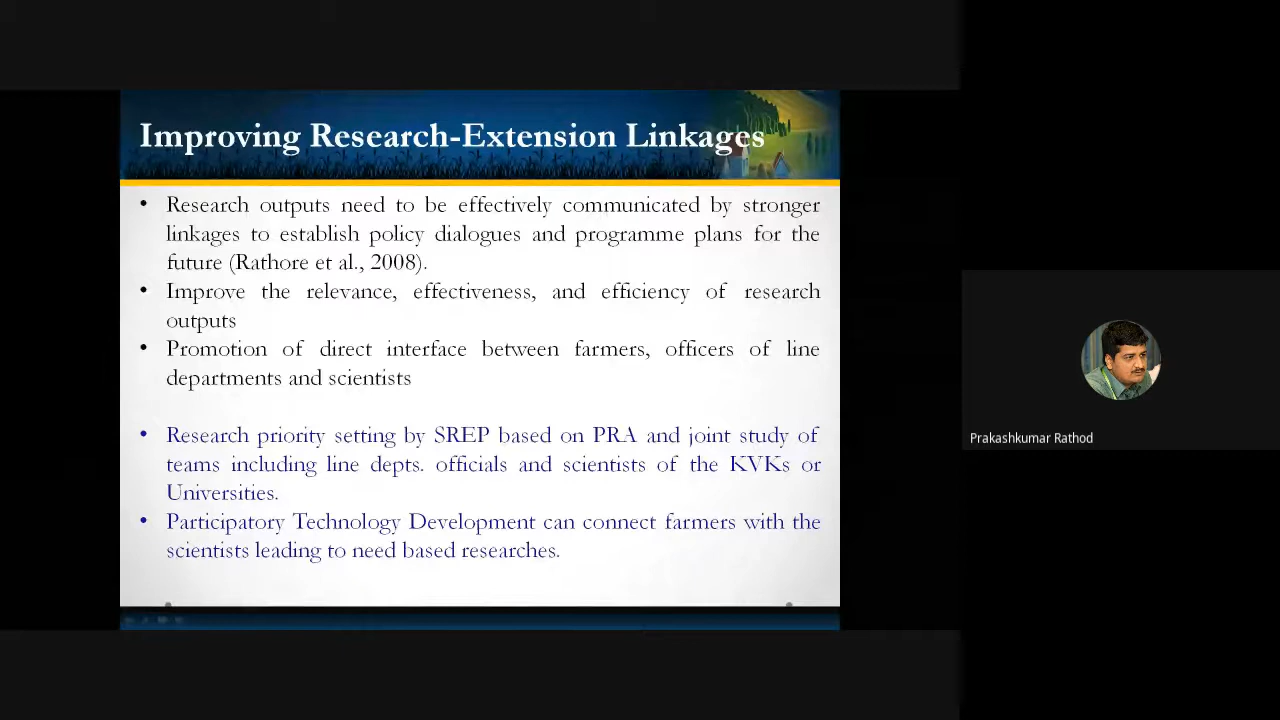 Improving Research-Extension Linkages
• Research outputs need to be effectively communicated by stronger
linkages to establish policy dialogues and programme plans for the
future (Rathore et al., 2008).
• Improve the relevance, effectiveness, and efficiency of research
outputs
• Promotion of direct interface between farmers, officers of line
departments and scientists
• Research priority setting by SREP based on PRA and joint study of
teams including line depts. officials and scientists of the KVKs or
Universities.
• Participatory Technology Development can connect farmers with the
scientists leading to need based researches.
Prakashkumar Rathod